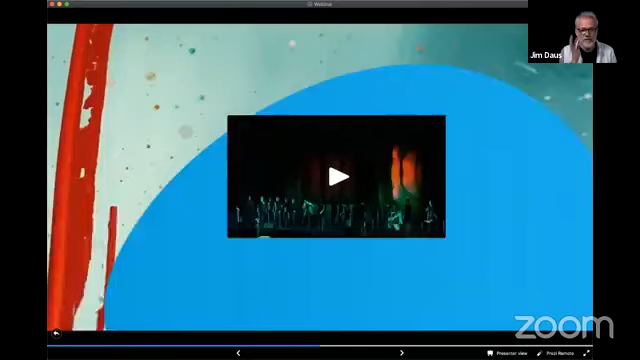 Webinar
Jim Daus
zoom
Presenter view
Prezi Remote